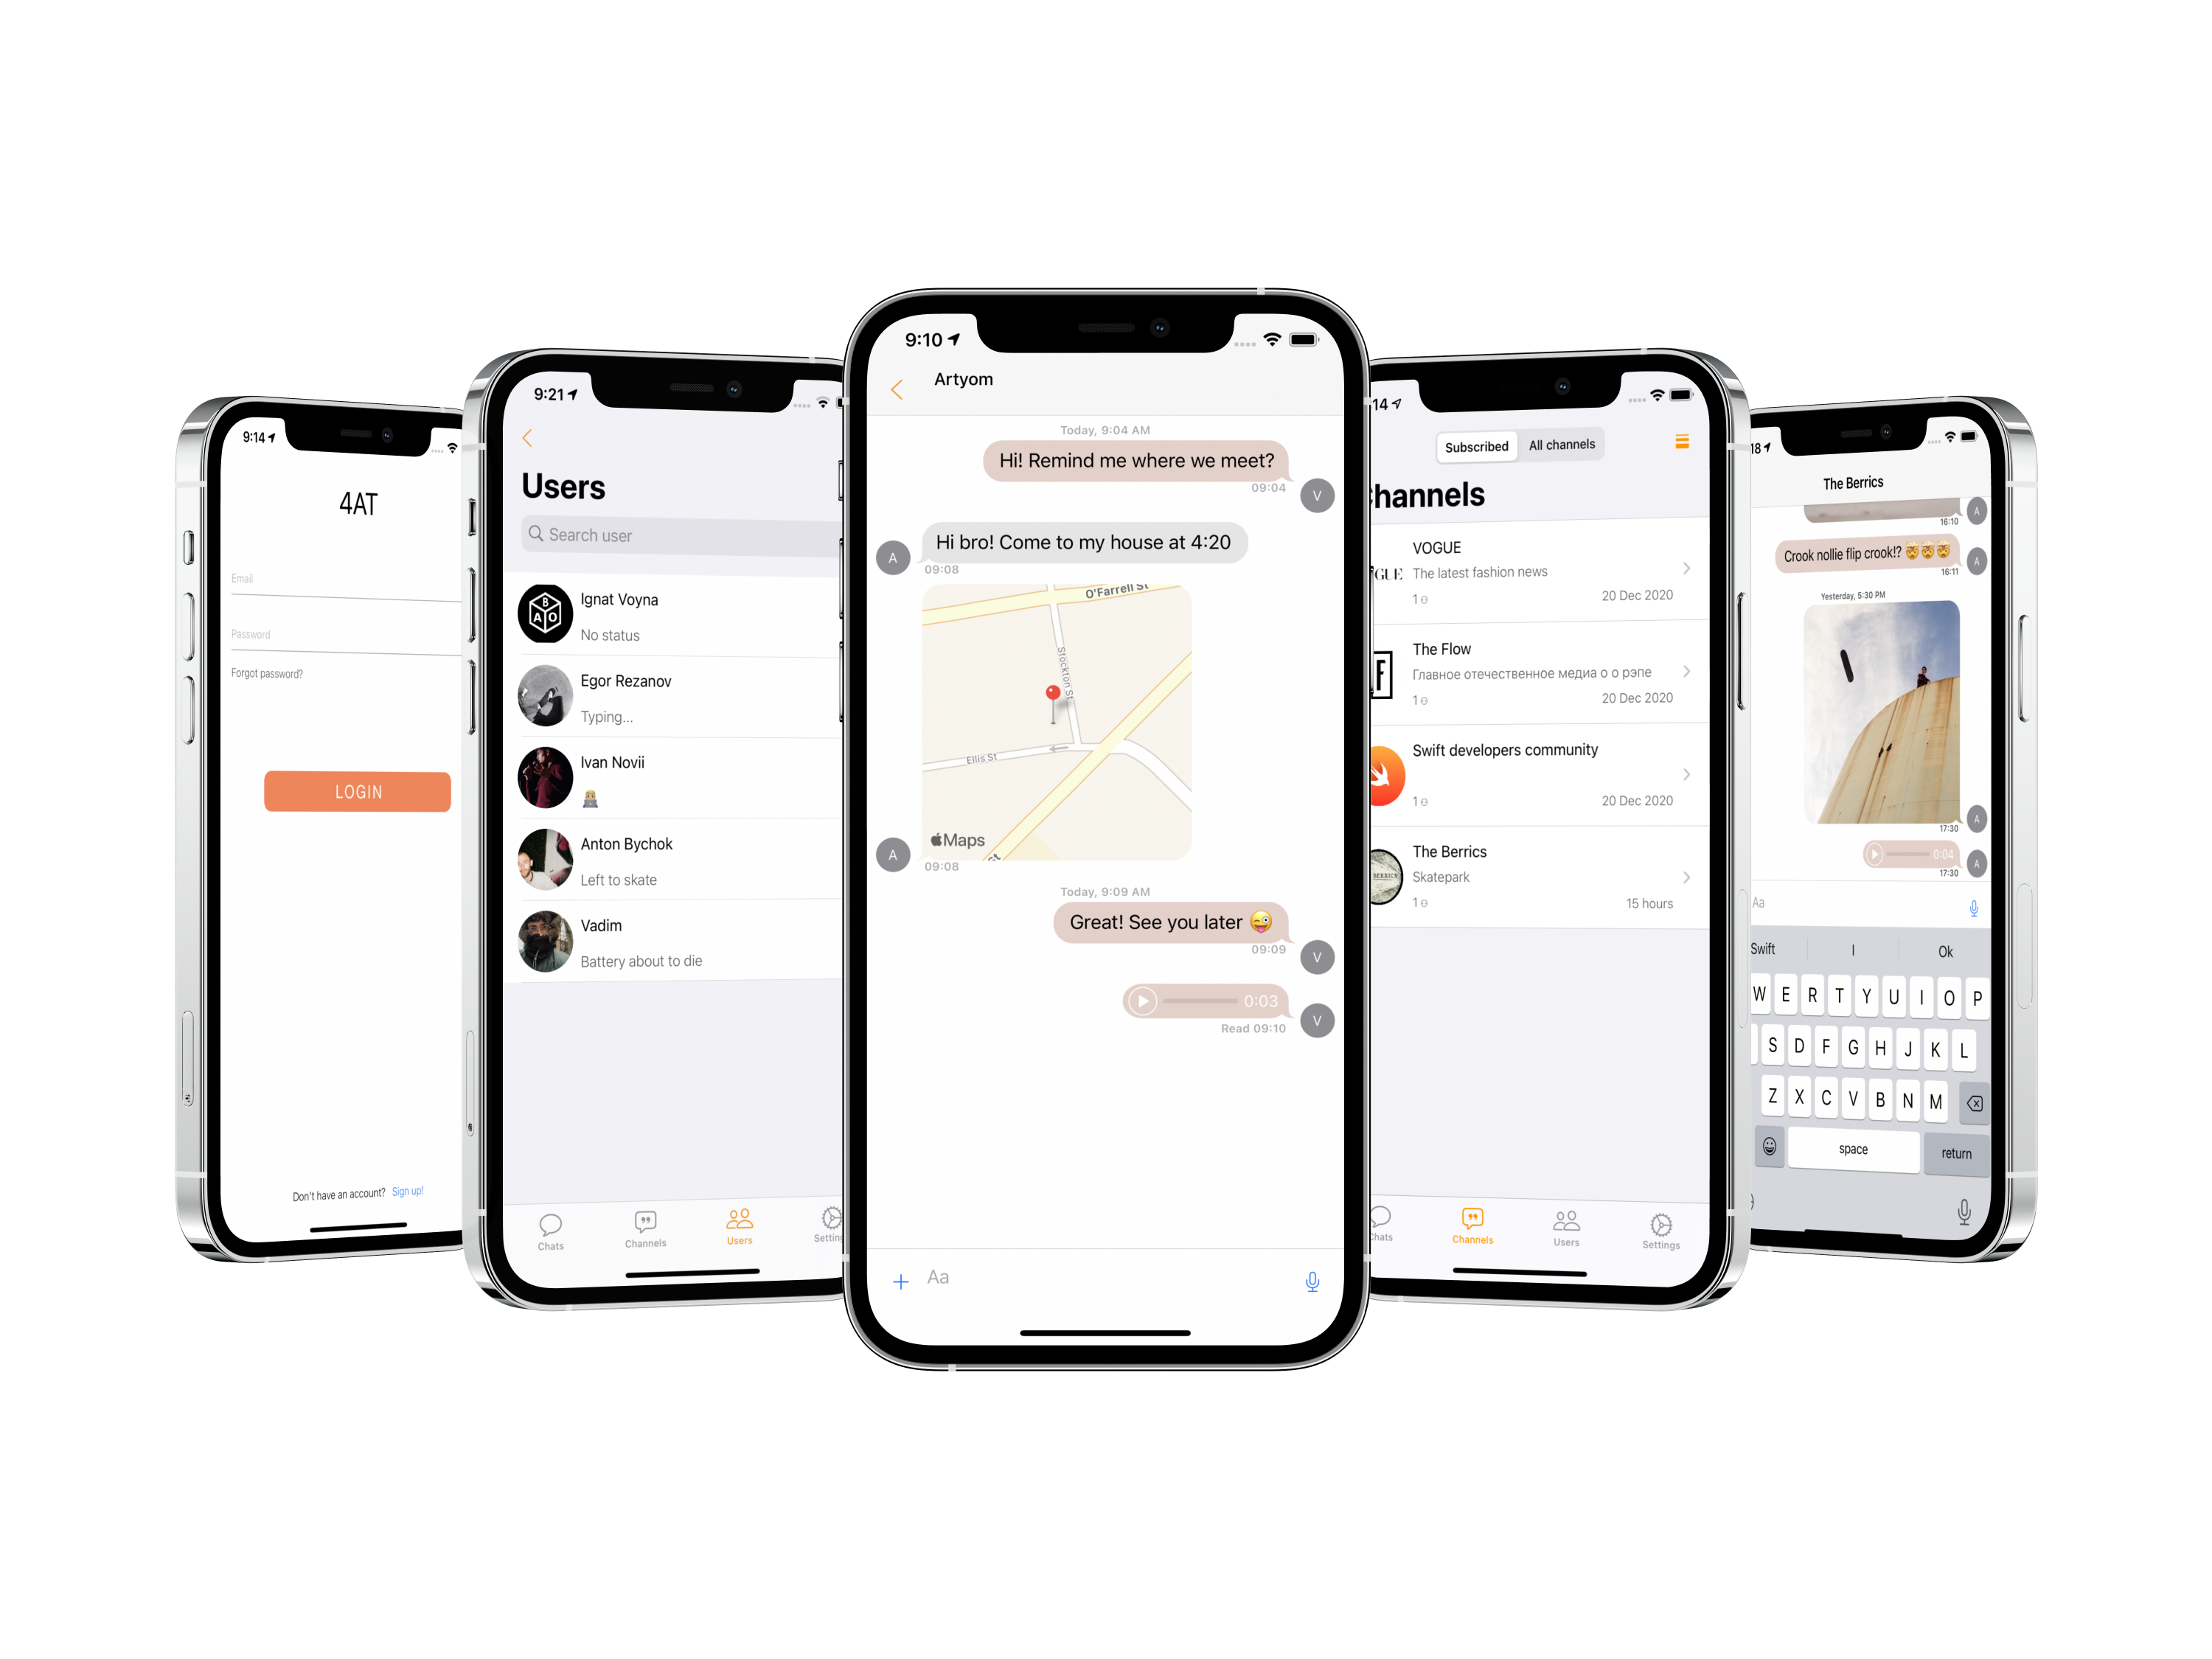 9:14
4AT
Email
Password
Forgot password?
LOGIN
Don't have an account? Sign up!
9:21
Users
Search user
Ignat Voyna
No status
Egor Rezanov
Typing...
Ivan Novii
Anton Bychok
Left to skate
Vadim
Battery about to die
Chats
Channels
Users
Setting
9:10
Artyom
Today, 9:04 AM
Hi! Remind me where we meet?
09:04
V
Hi bro! Come to my house at 4:20
A
09:08
O'Farrell St
Stockton St
Ellis St
St
Maps
A
09:08
Today, 9:09 AM
Great! See you later 😜
09:09
V
0:03
Read 09:10
V
Aa
14
Subscribed All channels
hannels
VOGUE
GUE
The latest fashion news
1
20 Dec 2020
The Flow
F
Главное отечественное медиа о о рэпе
1
20 Dec 2020
Swift developers community
1
20 Dec 2020
The Berrics
BERRICS
Skatepark
1
15 hours
hats
Channels
Users
Settings
18
The Berrics
A
16:10
Crook nollie flip crook!? 🤯🤯🤯
A
16:11
Yesterday, 5:30 PM
A
17:30
0:04
A
17:30
Aa
Swift I Ok
W E R T Y U I O P
S D F G H J K L
Z X C V B N M
space return